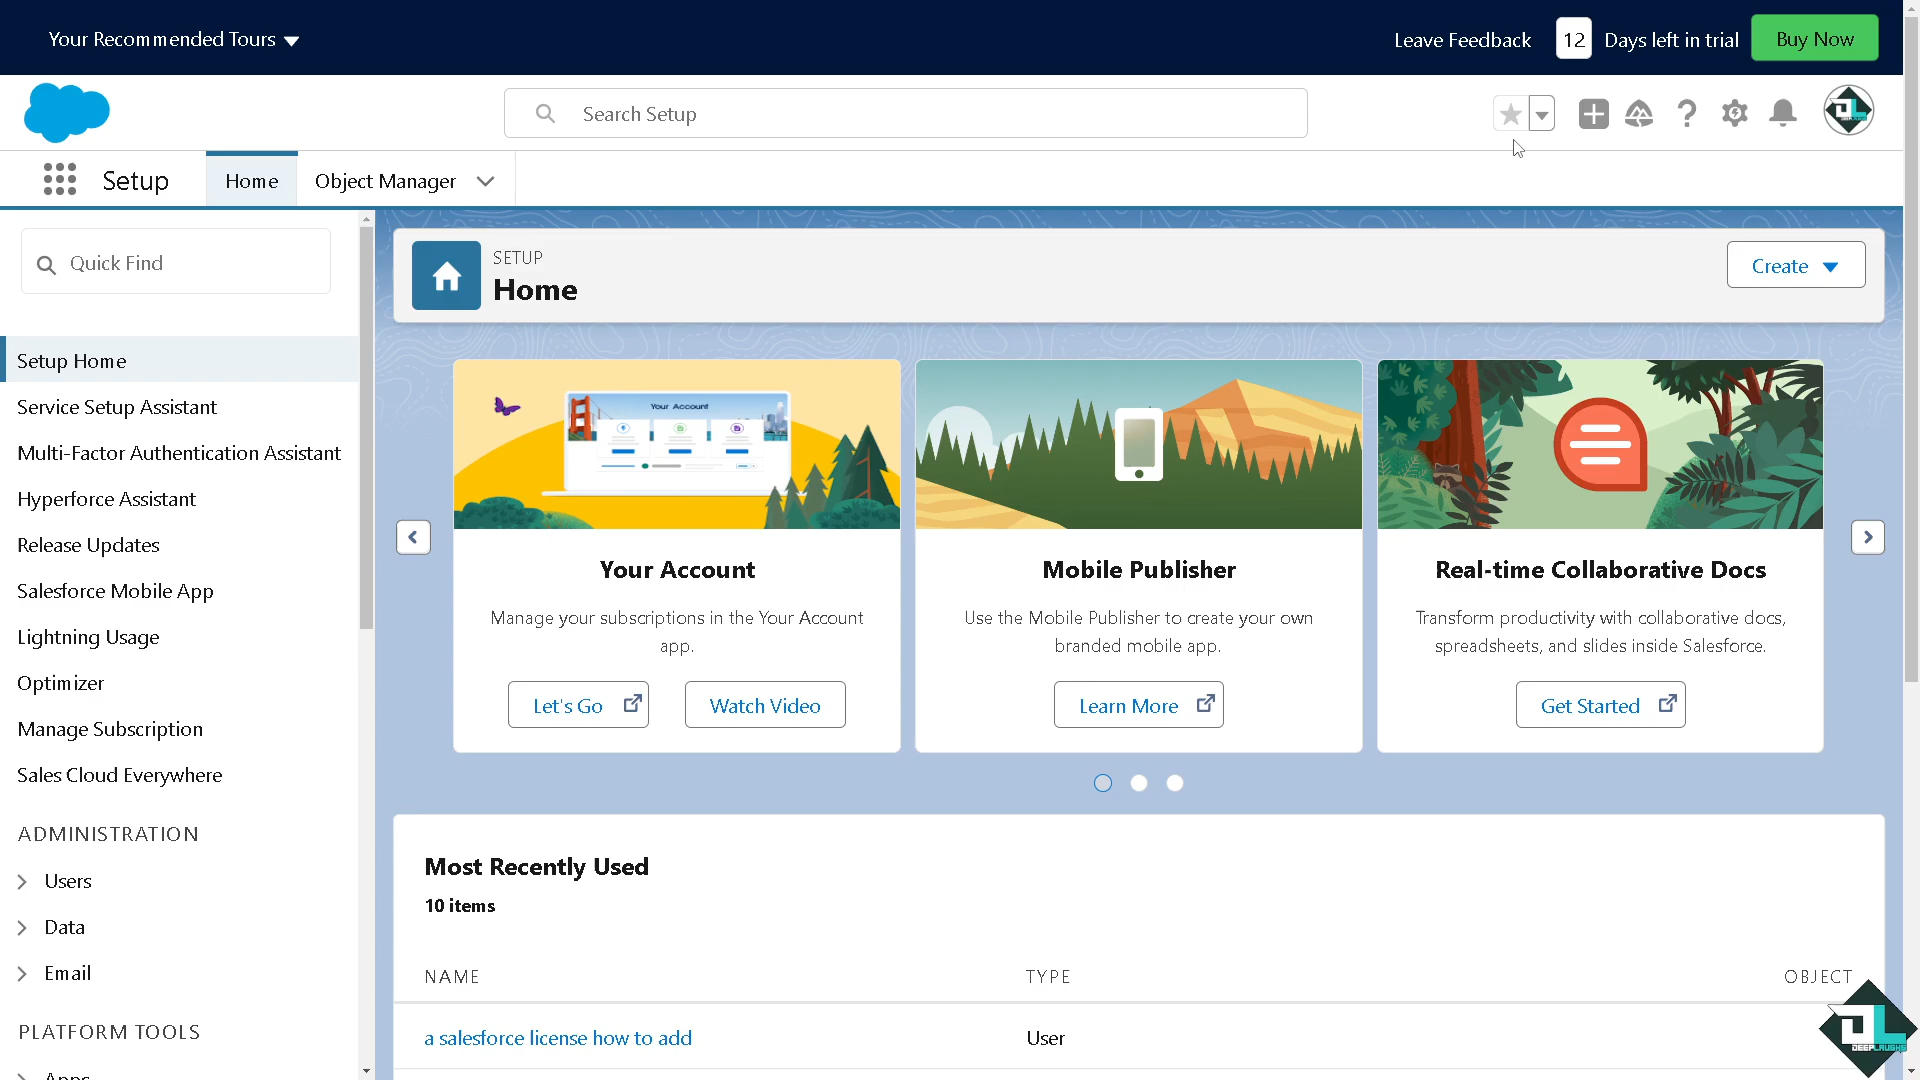 Your Recommended Tours
Leave Feedback
12
Days left in trial
Buy Now
Search Setup
Setup
Home
Object Manager
Quick Find
Setup Home
Service Setup Assistant
Multi-Factor Authentication Assistant
Hyperforce Assistant
Release Updates
Salesforce Mobile App
Lightning Usage
Optimizer
Manage Subscription
Sales Cloud Everywhere
ADMINISTRATION
Users
Data
Email
PLATFORM TOOLS
Apps
SETUP
Home
Create
Your Account
Your Account
Manage your subscriptions in the Your Account
app.
Let's Go
Watch Video
Mobile Publisher
Use the Mobile Publisher to create your own
branded mobile app.
Learn More
Real-time Collaborative Docs
Transform productivity with collaborative docs,
spreadsheets, and slides inside Salesforce.
Get Started
Most Recently Used
10 items
NAME
TYPE
OBJECT
a salesforce license how to add
User
DEEPLAUGHS